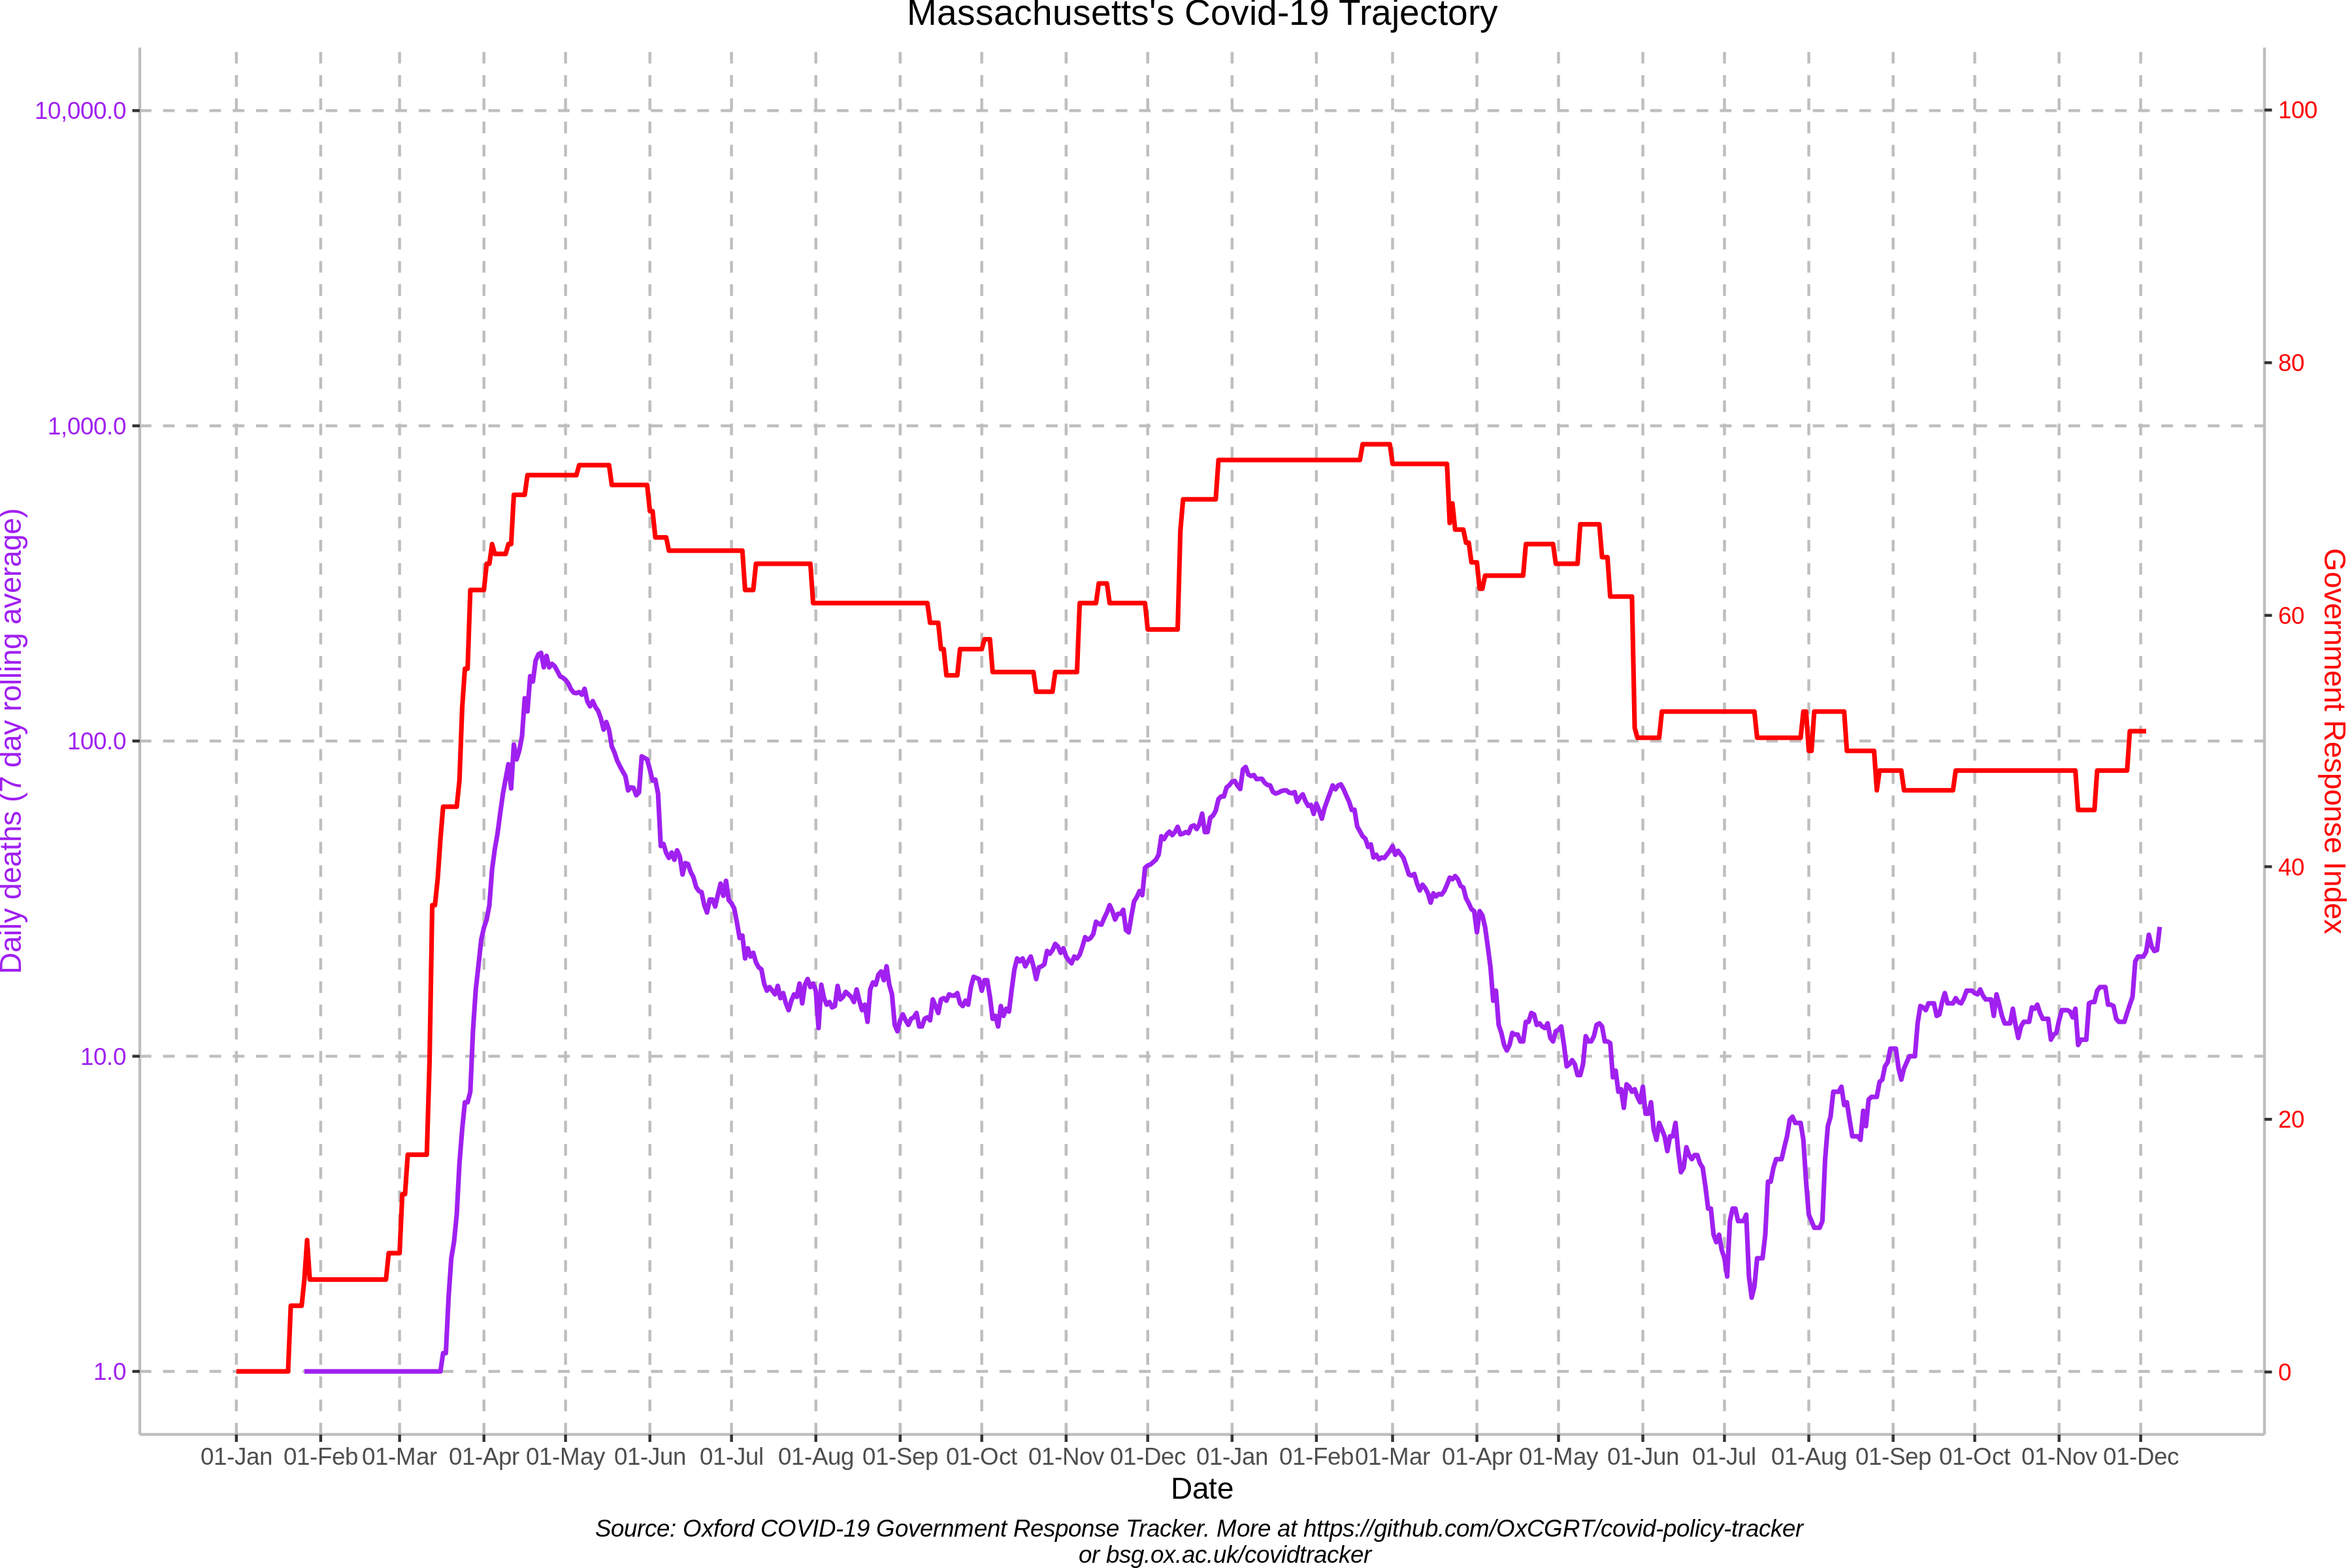 Massachusetts's Covid-19 Trajectory
10,000.0
1,000.0
100.0
10.0
1.0
Daily deaths (7 day rolling average)
100
80
60
40
20
0
Government Response Index
01-Jan 01-Feb 01-Mar 01-Apr 01-May 01-Jun 01-Jul 01-Aug 01-Sep 01-Oct 01-Nov 01-Dec 01-Jan 01-Feb 01-Mar 01-Apr 01-May 01-Jun 01-Jul 01-Aug 01-Sep 01-Oct 01-Nov 01-Dec
Date
Source: Oxford COVID-19 Government Response Tracker. More at https://github.com/OxCGRT/covid-policy-tracker
or bsg.ox.ac.uk/covidtracker